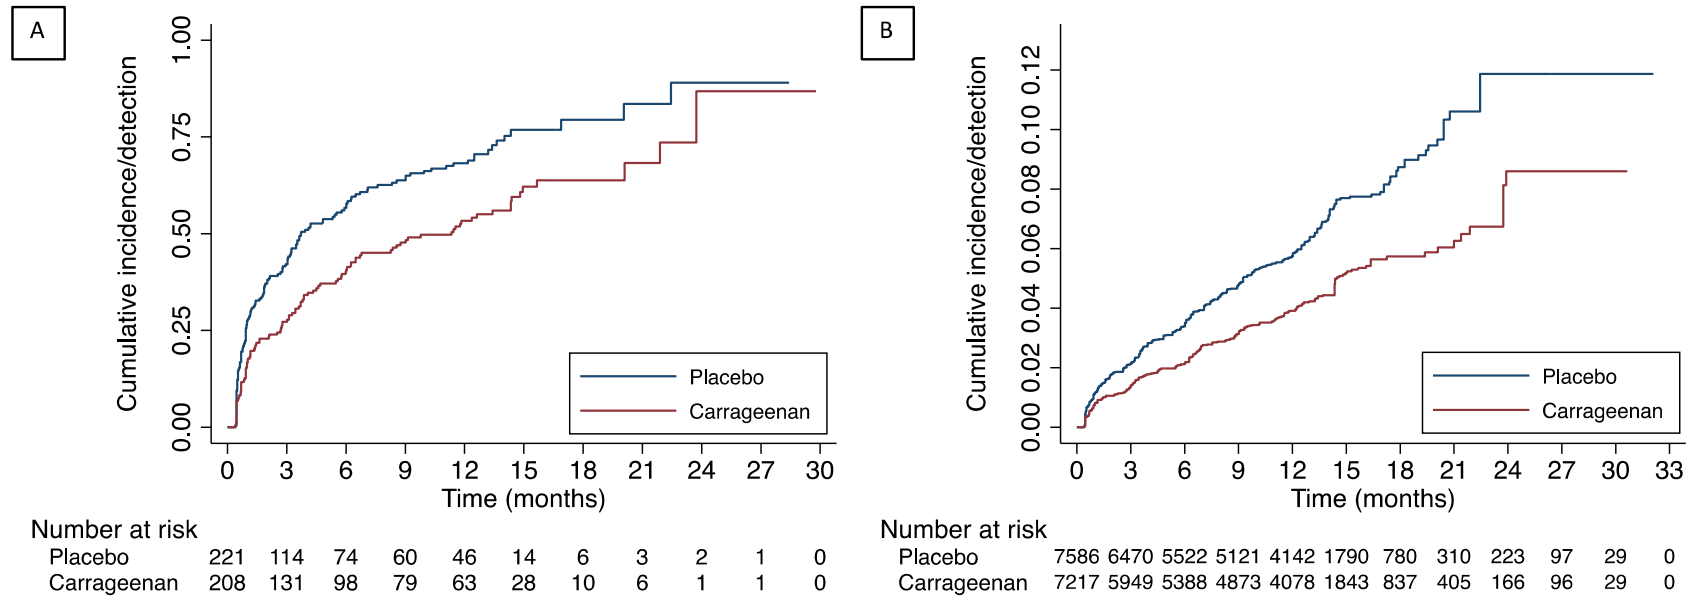 A
Cumulative incidence/detection
1.00
0.75
0.50
0.25
0.00
Placebo
Carrageenan
0 3 6 9 12 15 18 21 24 27 30
Time (months)
Number at risk
Placebo 221 114 74 60 46 14 6 3 2 1 0
Carrageenan 208 131 98 79 63 28 10 6 1 1 0
B
Cumulative incidence/detection
0.12
0.10
0.08
0.06
0.04
0.02
0.00
Placebo
Carrageenan
0 3 6 9 12 15 18 21 24 27 30 33
Time (months)
Number at risk
Placebo 7586 6470 5522 5121 4142 1790 780 310 223 97 29 0
Carrageenan 7217 5949 5388 4873 4078 1843 837 405 166 96 29 0